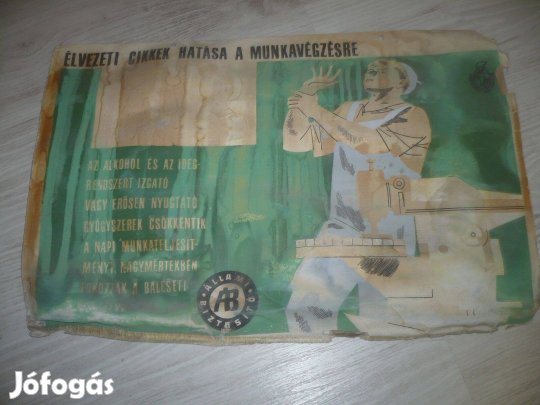 ÉLVEZETI CIKKEK HATÁSA A MUNKAVÉGZÉSRE
AZ ALKOHOL ÉS AZ IDEG-
RENDSZERT IZGATÓ
VAGY ERŐSEN NYUGTATÓ
GYÓGYSZEREK CSÖKKENTIK
A NAPI MUNKATELJESÍT-
MÉNYT, NAGYMÉRTÉKBEN
FOKOZZÁK A BALESETI
ÁLLAMI BIZTOSÍTÓ
ÁB
Jófogás